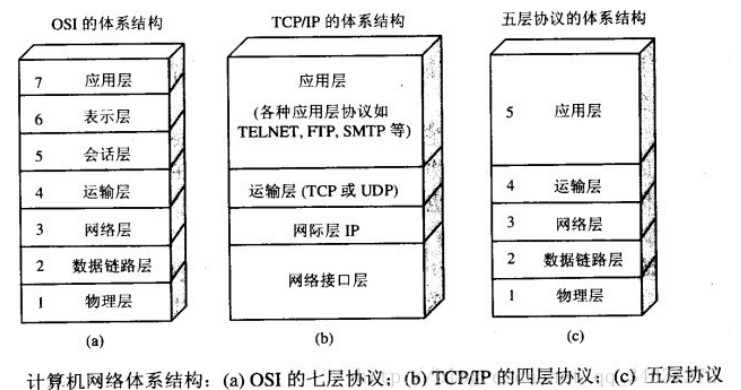 OSI 的体系结构
7 应用层
6 表示层
5 会话层
4 运输层
3 网络层
2 数据链路层
1 物理层
(a)
TCP/IP 的体系结构
应用层
(各种应用层协议如
TELNET, FTP, SMTP 等)
运输层 (TCP 或 UDP)
网际层 IP
网络接口层
(b)
五层协议的体系结构
5 应用层
4 运输层
3 网络层
2 数据链路层
1 物理层
(c)
计算机网络体系结构：(a) OSI 的七层协议；(b) TCP/IP 的四层协议；(c) 五层协议